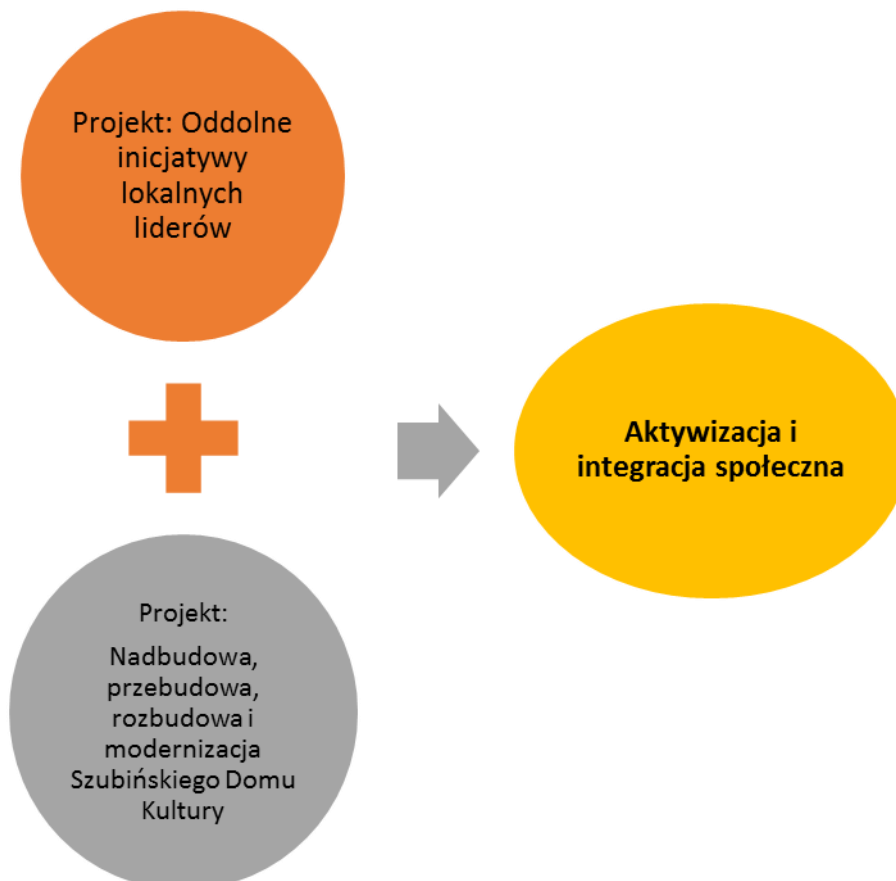 Projekt: Oddolne
inicjatywy
lokalnych
liderów
Projekt:
Nadbudowa,
przebudowa,
rozbudowa i
modernizacja
Szubińskiego Domu
Kultury
Aktywizacja i
integracja społeczna